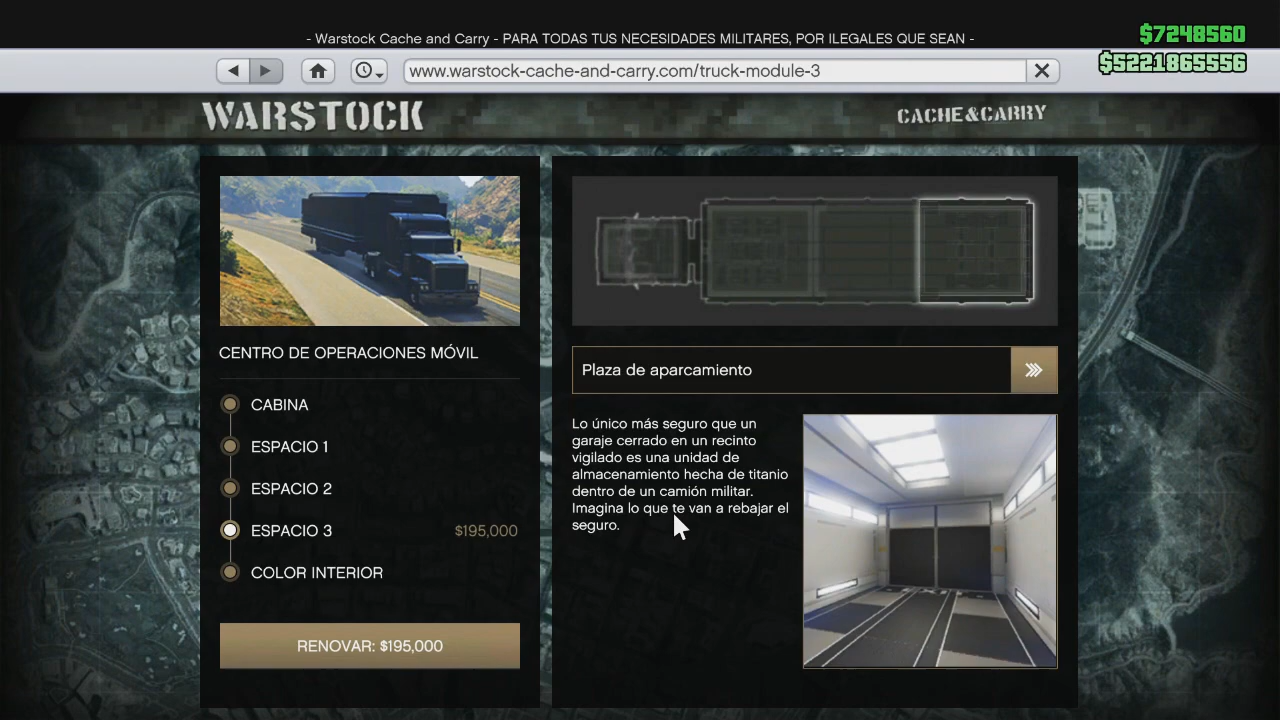 - Warstock Cache and Carry - PARA TODAS TUS NECESIDADES MILITARES, POR ILEGALES QUE SEAN -
$7248560
$5221865556
www.warstock-cache-and-carry.com/truck-module-3
WARSTOCK
CACHE&CARRY
CENTRO DE OPERACIONES MÓVIL
CABINA
ESPACIO 1
ESPACIO 2
ESPACIO 3 $195,000
COLOR INTERIOR
RENOVAR: $195,000
Plaza de aparcamiento
Lo único más seguro que un
garaje cerrado en un recinto
vigilado es una unidad de
almacenamiento hecha de titanio
dentro de un camión militar.
Imagina lo que te van a rebajar el
seguro.